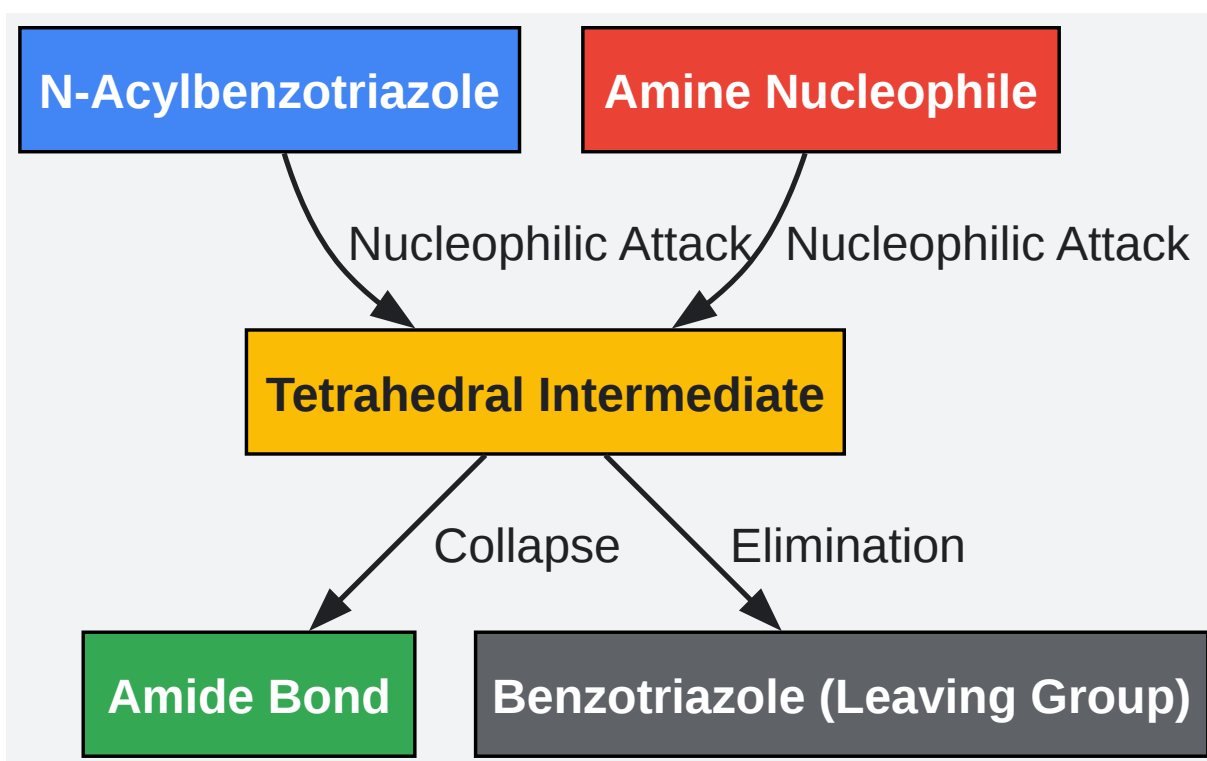 N-Acylbenzotriazole
Amine Nucleophile
Nucleophilic Attack
Nucleophilic Attack
Tetrahedral Intermediate
Collapse
Elimination
Amide Bond
Benzotriazole (Leaving Group)